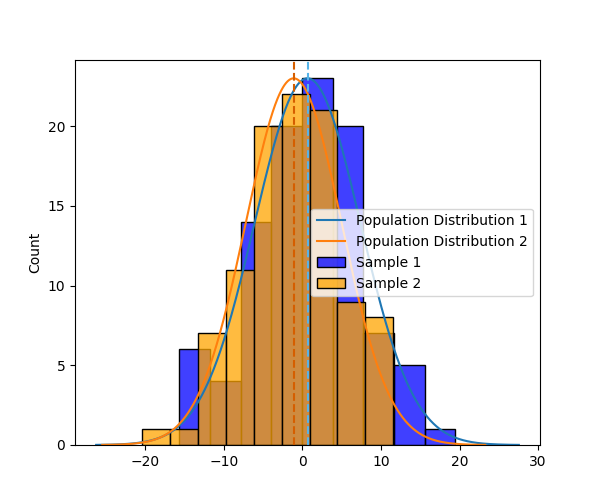 Count
20
15
10
5
0
−20
−10
0
10
20
30
Population Distribution 1
Population Distribution 2
Sample 1
Sample 2